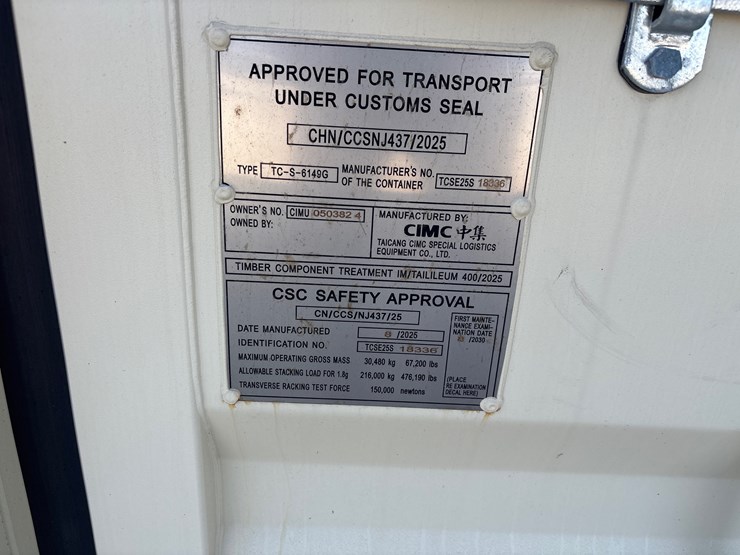 APPROVED FOR TRANSPORT
UNDER CUSTOMS SEAL
CHN/CCSNJ437/2025
TYPE TC-S-6149G MANUFACTURER'S NO. OF THE CONTAINER TCSE25S 18336
OWNER'S NO. CIMU 050382 4
OWNED BY:
MANUFACTURED BY:
CIMC 中集
TAICANG CIMC SPECIAL LOGISTICS
EQUIPMENT CO., LTD.
TIMBER COMPONENT TREATMENT IM/TAILILEUM 400/2025
CSC SAFETY APPROVAL
CN/CCS/NJ437/25
DATE MANUFACTURED 8 /2025
IDENTIFICATION NO. TCSE25S 18336
MAXIMUM OPERATING GROSS MASS 30,480 kg 67,200 lbs
ALLOWABLE STACKING LOAD FOR 1.8g 216,000 kg 476,190 lbs
TRANSVERSE RACKING TEST FORCE 150,000 newtons
FIRST MAINTE-
NANCE EXAMI-
NATION DATE
8 /2030
(PLACE
RE EXAMINATION
DECAL HERE)